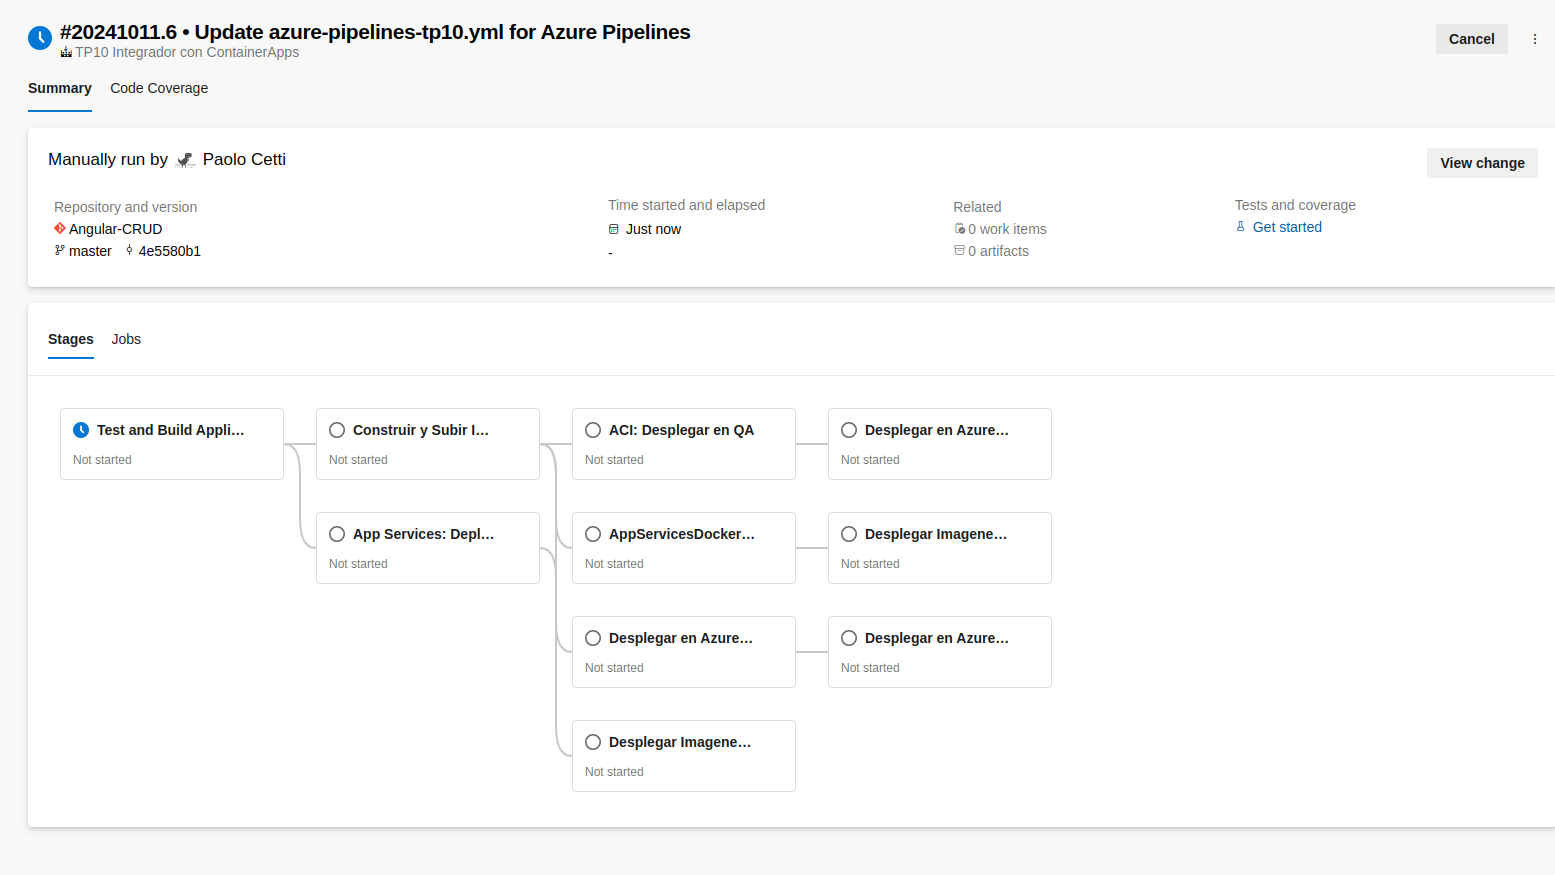 #20241011.6 • Update azure-pipelines-tp10.yml for Azure Pipelines
TP10 Integrador con ContainerApps
Cancel
Summary Code Coverage
Manually run by Paolo Cetti
View change
Repository and version
Angular-CRUD
master 4e5580b1
Time started and elapsed
Just now
-
Related
0 work items
0 artifacts
Tests and coverage
Get started
Stages Jobs
Test and Build Appli...
Not started
Construir y Subir I...
Not started
ACI: Desplegar en QA
Not started
Desplegar en Azure...
Not started
App Services: Depl...
Not started
AppServicesDocker...
Not started
Desplegar Imagene...
Not started
Desplegar en Azure...
Not started
Desplegar en Azure...
Not started
Desplegar Imagene...
Not started